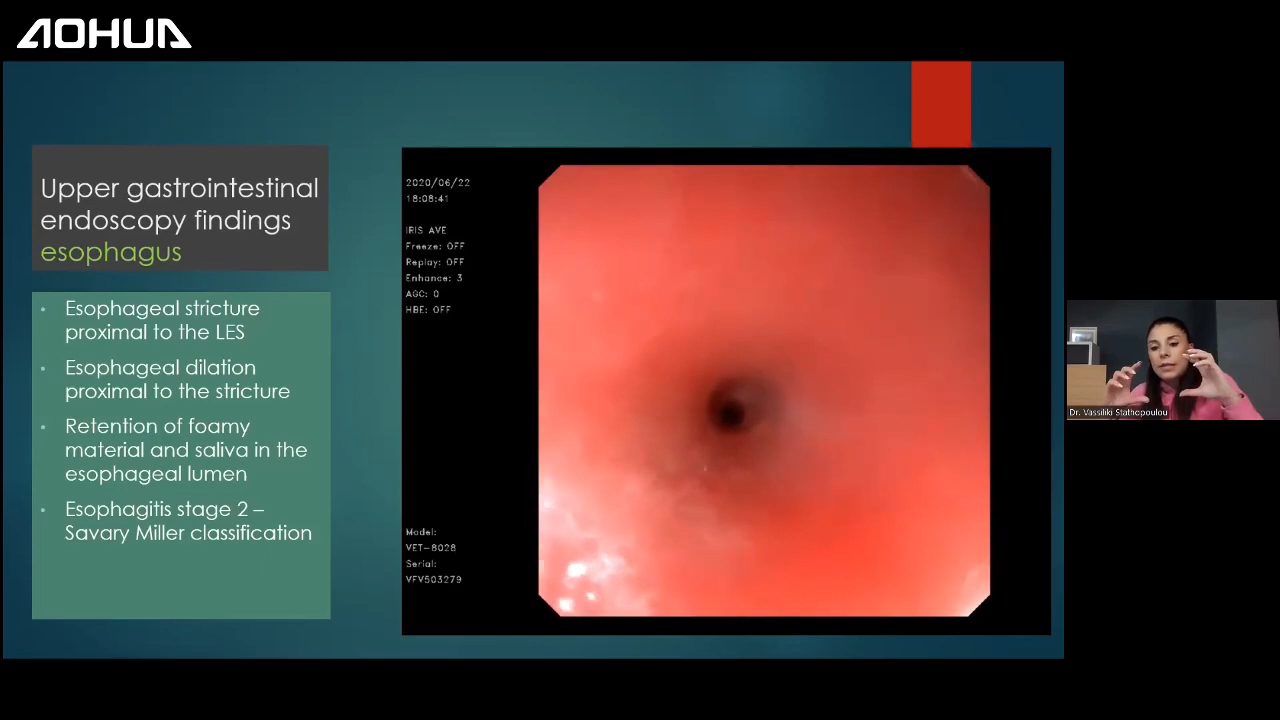 AOHUA
Upper gastrointestinal
endoscopy findings
esophagus
• Esophageal stricture
proximal to the LES
• Esophageal dilation
proximal to the stricture
• Retention of foamy
material and saliva in the
esophageal lumen
• Esophagitis stage 2 –
Savary Miller classification
2020/06/22
18:08:41
IRIS AVE
Freeze: OFF
Replay: OFF
Enhance: 3
AGC: 0
HBE: OFF
Model:
VET-8028
Serial:
VFV503279
Dr. Vassiliki Stathopoulou